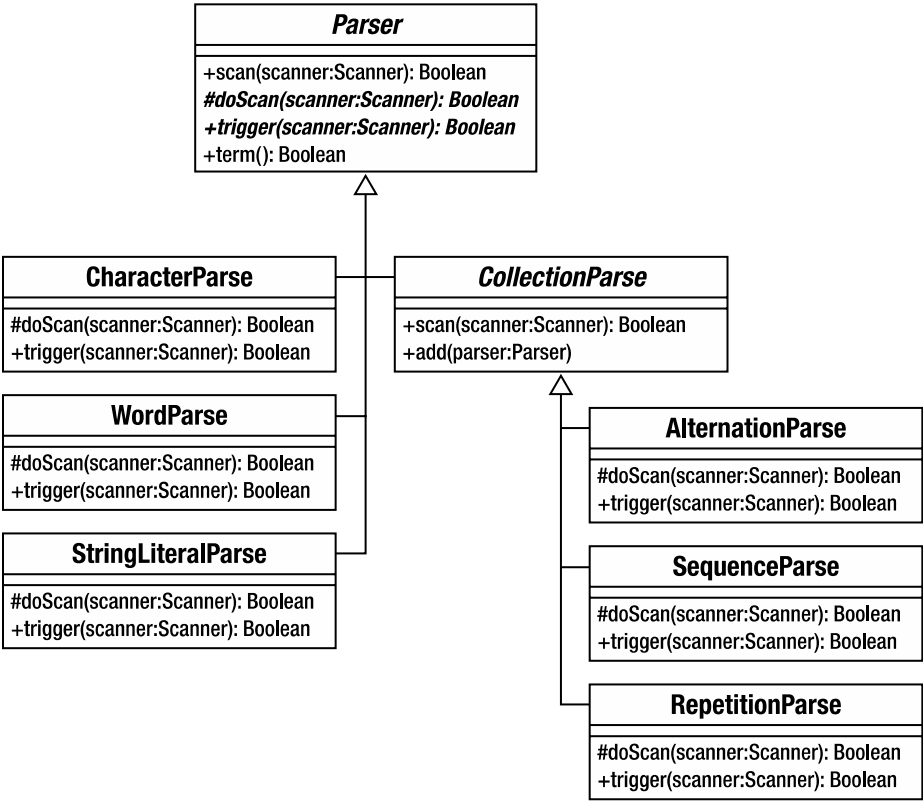 Parser
+scan(scanner:Scanner): Boolean
#doScan(scanner:Scanner): Boolean
+trigger(scanner:Scanner): Boolean
+term(): Boolean
CharacterParse
#doScan(scanner:Scanner): Boolean
+trigger(scanner:Scanner): Boolean
CollectionParse
+scan(scanner:Scanner): Boolean
+add(parser:Parser)
WordParse
#doScan(scanner:Scanner): Boolean
+trigger(scanner:Scanner): Boolean
AlternationParse
#doScan(scanner:Scanner): Boolean
+trigger(scanner:Scanner): Boolean
StringLiteralParse
#doScan(scanner:Scanner): Boolean
+trigger(scanner:Scanner): Boolean
SequenceParse
#doScan(scanner:Scanner): Boolean
+trigger(scanner:Scanner): Boolean
RepetitionParse
#doScan(scanner:Scanner): Boolean
+trigger(scanner:Scanner): Boolean